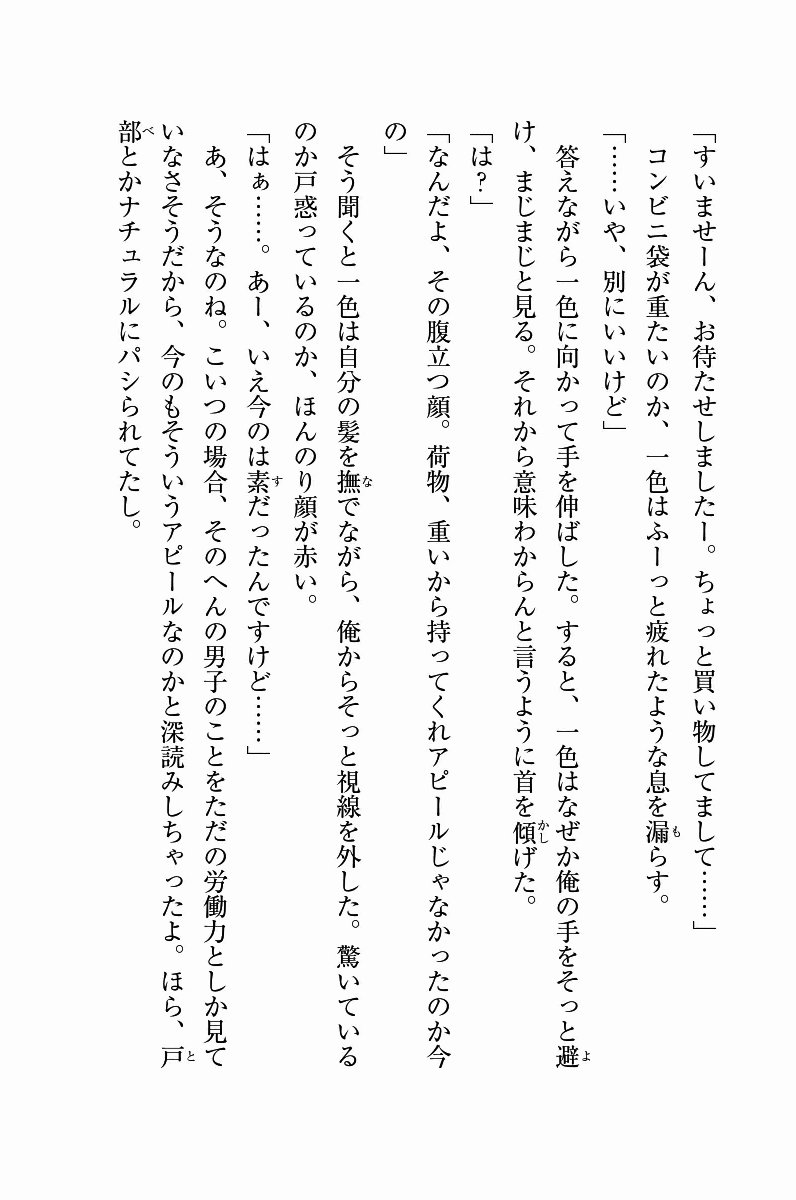 「すいませーん、お待たせしましたー。ちょっと買い物してまして……」
コンビニ袋が重たいのか、一色はふーっと疲れたような息を漏らす。
「……いや、別にいいけど」
答えながら一色に向かって手を伸ばした。すると、一色はなぜか俺の手をそっと避
け、まじまじと見る。それから意味わからんと言うように首を傾げた。
「は？」
「なんだよ、その腹立つ顔。荷物、重いから持ってくれアピールじゃなかったのか今
の」
そう聞くと一色は自分の髪を撫でながら、俺からそっと視線を外した。驚いている
のか戸惑っているのか、ほんのり顔が赤い。
「はぁ……。あー、いえ今のは素だったんですけど……」
あ、そうなのね。こいつの場合、そのへんの男子のことをただの労働力としか見て
いなさそうだから、今のもそういうアピールなのかと深読みしちゃったよ。ほら、戸
部とかナチュラルにパシられてたし。